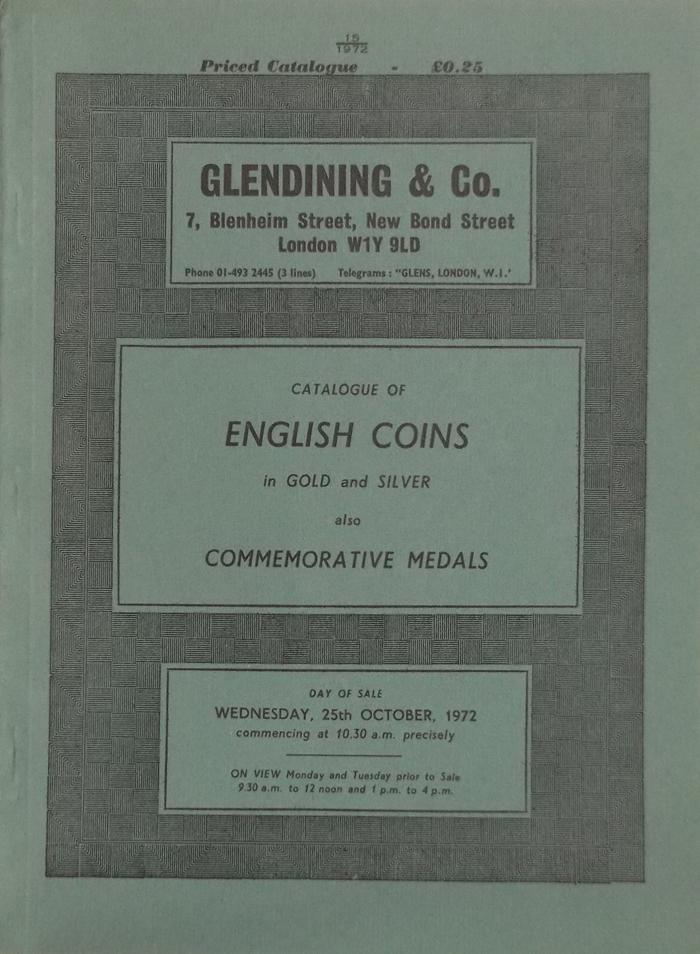 15
1972
Priced Catalogue - £0.25
GLENDINING & Co.
7, Blenheim Street, New Bond Street
London W1Y 9LD
Phone 01-493 2445 (3 lines) Telegrams : "GLENS, LONDON, W.1.'
CATALOGUE OF
ENGLISH COINS
in GOLD and SILVER
also
COMMEMORATIVE MEDALS
DAY OF SALE
WEDNESDAY, 25th OCTOBER, 1972
commencing at 10.30 a.m. precisely
ON VIEW Monday and Tuesday prior to Sale
9.30 a.m. to 12 noon and 1 p.m. to 4 p.m.